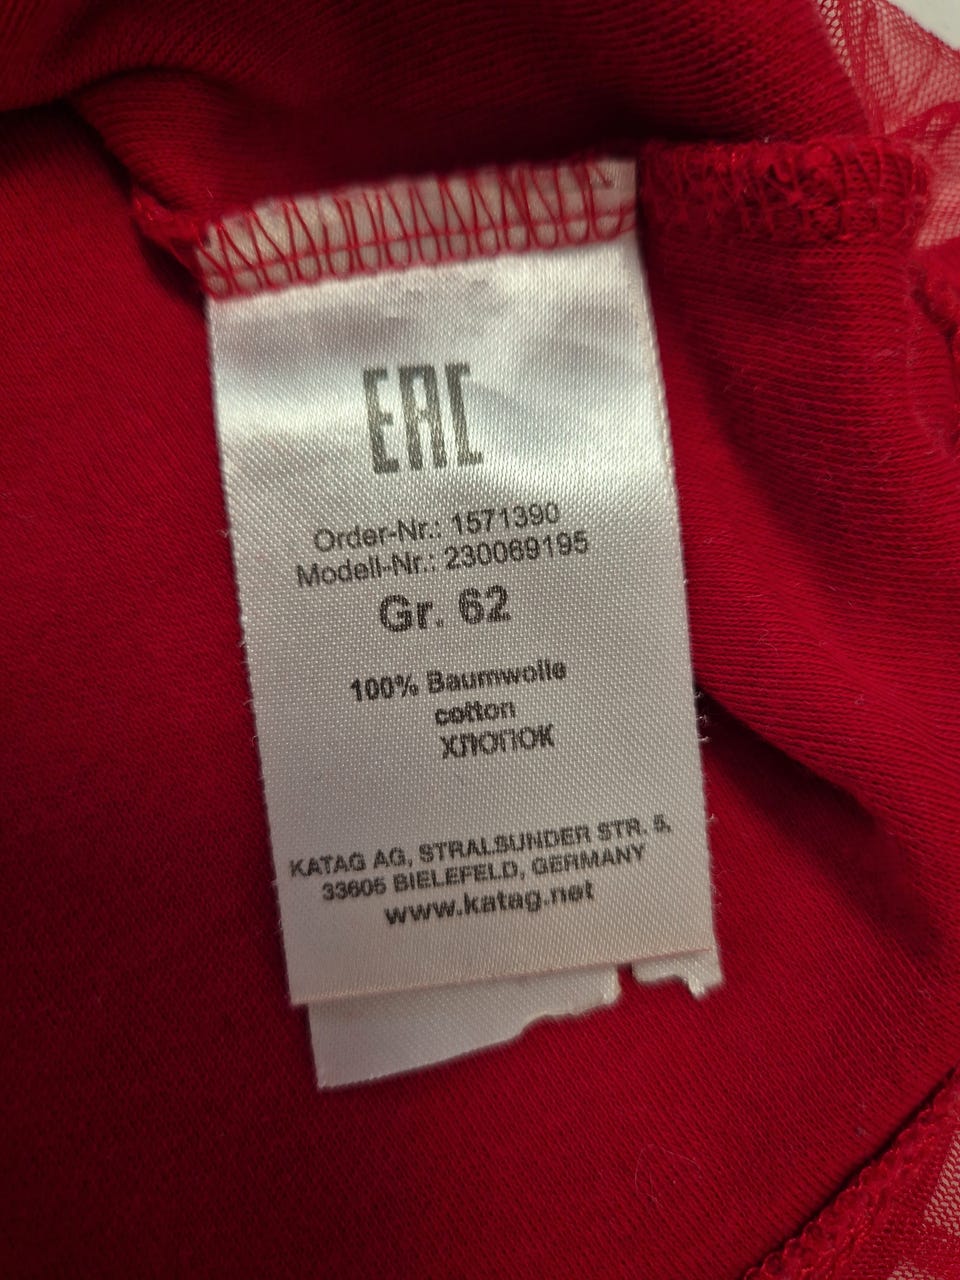 EAC
Order-Nr.: 1571390
Modell-Nr.: 230069195
Gr. 62
100% Baumwolle
cotton
ХЛОПОК
KATAG AG, STRALSUNDER STR. 5,
33605 BIELEFELD, GERMANY
www.katag.net